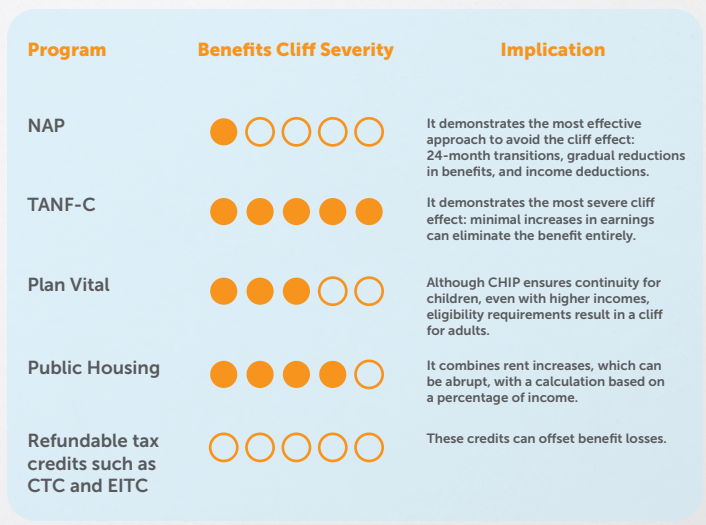 Program
Benefits Cliff Severity
Implication
NAP
It demonstrates the most effective
approach to avoid the cliff effect:
24-month transitions, gradual reductions
in benefits, and income deductions.
TANF-C
It demonstrates the most severe cliff
effect: minimal increases in earnings
can eliminate the benefit entirely.
Plan Vital
Although CHIP ensures continuity for
children, even with higher incomes,
eligibility requirements result in a cliff
for adults.
Public Housing
It combines rent increases, which can
be abrupt, with a calculation based on
a percentage of income.
Refundable tax
credits such as
CTC and EITC
These credits can offset benefit losses.